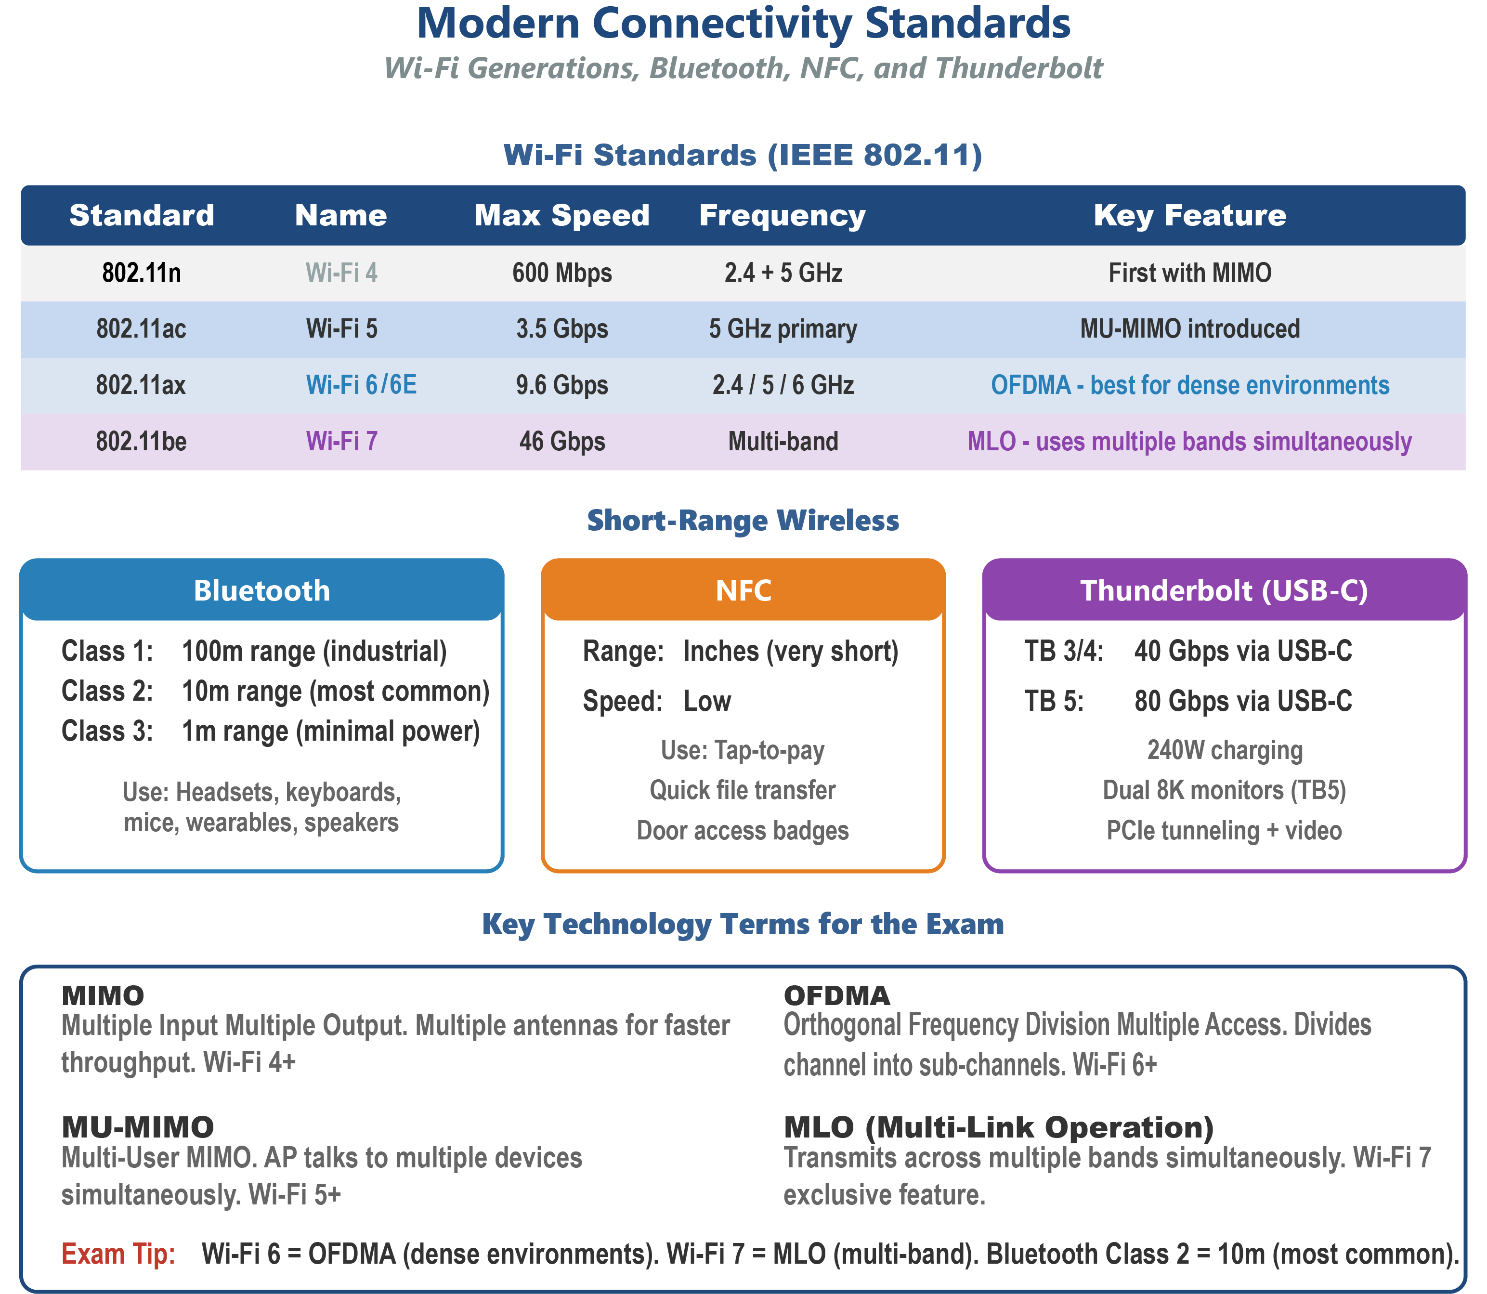 Modern Connectivity Standards
Wi-Fi Generations, Bluetooth, NFC, and Thunderbolt
Wi-Fi Standards (IEEE 802.11)
Standard Name Max Speed Frequency Key Feature
802.11n Wi-Fi 4 600 Mbps 2.4 + 5 GHz First with MIMO
802.11ac Wi-Fi 5 3.5 Gbps 5 GHz primary MU-MIMO introduced
802.11ax Wi-Fi 6/6E 9.6 Gbps 2.4 / 5 / 6 GHz OFDMA - best for dense environments
802.11be Wi-Fi 7 46 Gbps Multi-band MLO - uses multiple bands simultaneously
Short-Range Wireless
Bluetooth
Class 1: 100m range (industrial)
Class 2: 10m range (most common)
Class 3: 1m range (minimal power)
Use: Headsets, keyboards,
mice, wearables, speakers
NFC
Range: Inches (very short)
Speed: Low
Use: Tap-to-pay
Quick file transfer
Door access badges
Thunderbolt (USB-C)
TB 3/4: 40 Gbps via USB-C
TB 5: 80 Gbps via USB-C
240W charging
Dual 8K monitors (TB5)
PCIe tunneling + video
Key Technology Terms for the Exam
MIMO
Multiple Input Multiple Output. Multiple antennas for faster
throughput. Wi-Fi 4+
OFDMA
Orthogonal Frequency Division Multiple Access. Divides
channel into sub-channels. Wi-Fi 6+
MU-MIMO
Multi-User MIMO. AP talks to multiple devices
simultaneously. Wi-Fi 5+
MLO (Multi-Link Operation)
Transmits across multiple bands simultaneously. Wi-Fi 7
exclusive feature.
Exam Tip: Wi-Fi 6 = OFDMA (dense environments). Wi-Fi 7 = MLO (multi-band). Bluetooth Class 2 = 10m (most common).